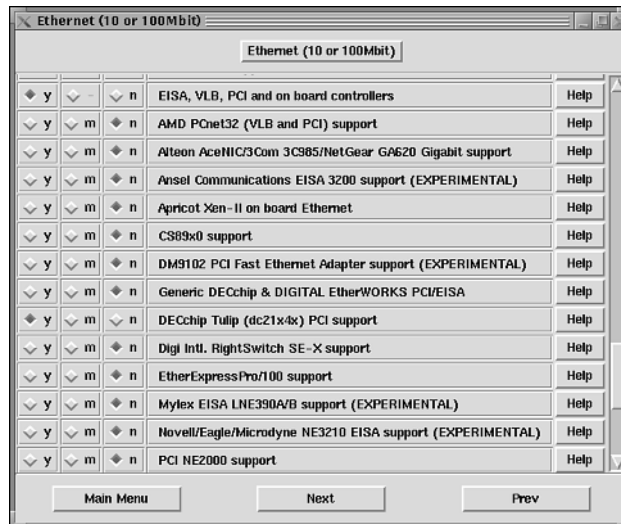 Ethernet (10 or 100Mbit)
Ethernet (10 or 100Mbit)
y - n EISA, VLB, PCI and on board controllers Help
y m n AMD PCnet32 (VLB and PCI) support Help
y m n Alteon AceNIC/3Com 3C985/NetGear GA620 Gigabit support Help
y m n Ansel Communications EISA 3200 support (EXPERIMENTAL) Help
y m n Apricot Xen-II on board Ethernet Help
y m n CS89x0 support Help
y m n DM9102 PCI Fast Ethernet Adapter support (EXPERIMENTAL) Help
y m n Generic DECchip & DIGITAL EtherWORKS PCI/EISA Help
y m n DECchip Tulip (dc21x4x) PCI support Help
y m n Digi Intl. RightSwitch SE-X support Help
y m n EtherExpressPro/100 support Help
y m n Mylex EISA LNE390A/B support (EXPERIMENTAL) Help
y m n Novell/Eagle/Microdyne NE3210 EISA support (EXPERIMENTAL) Help
y m n PCI NE2000 support Help
Main Menu Next Prev